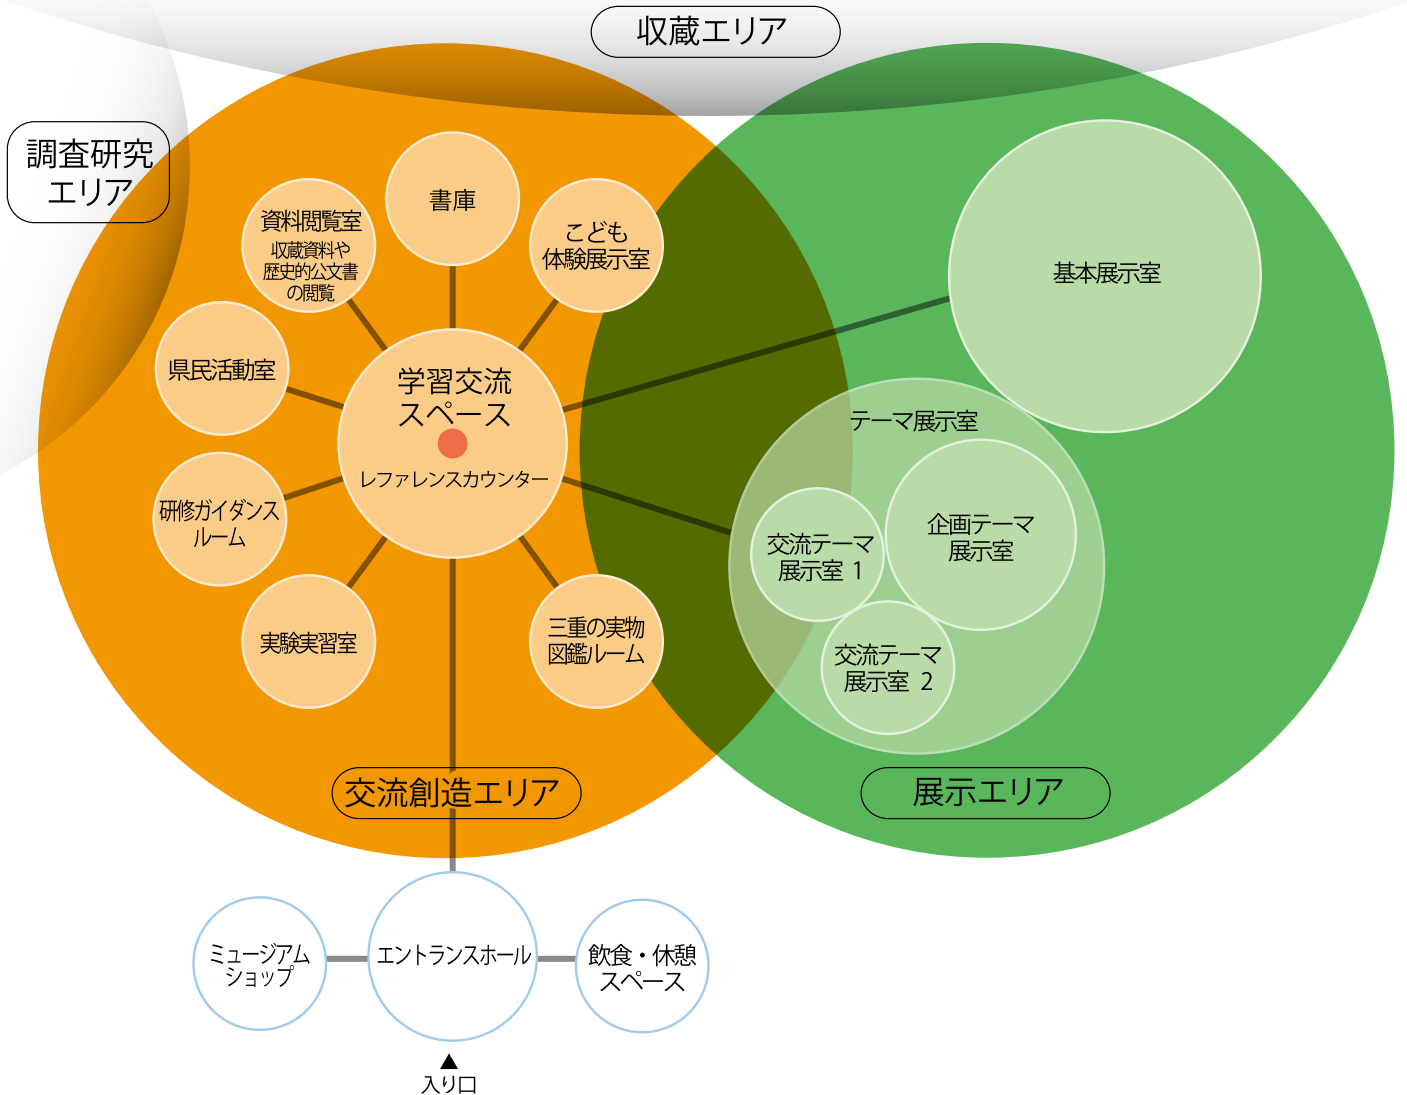 収蔵エリア
調査研究
エリア
書庫
資料閲覧室
収蔵資料や
歴史的公文書
の閲覧
こども
体験展示室
基本展示室
県民活動室
学習交流
スペース
レファレンスカウンター
テーマ展示室
研修ガイダンス
ルーム
交流テーマ
展示室 1
企画テーマ
展示室
実験実習室
三重の実物
図鑑ルーム
交流テーマ
展示室 2
交流創造エリア
展示エリア
ミュージアム
ショップ
エントランスホール
飲食・休憩
スペース
▲
入り口